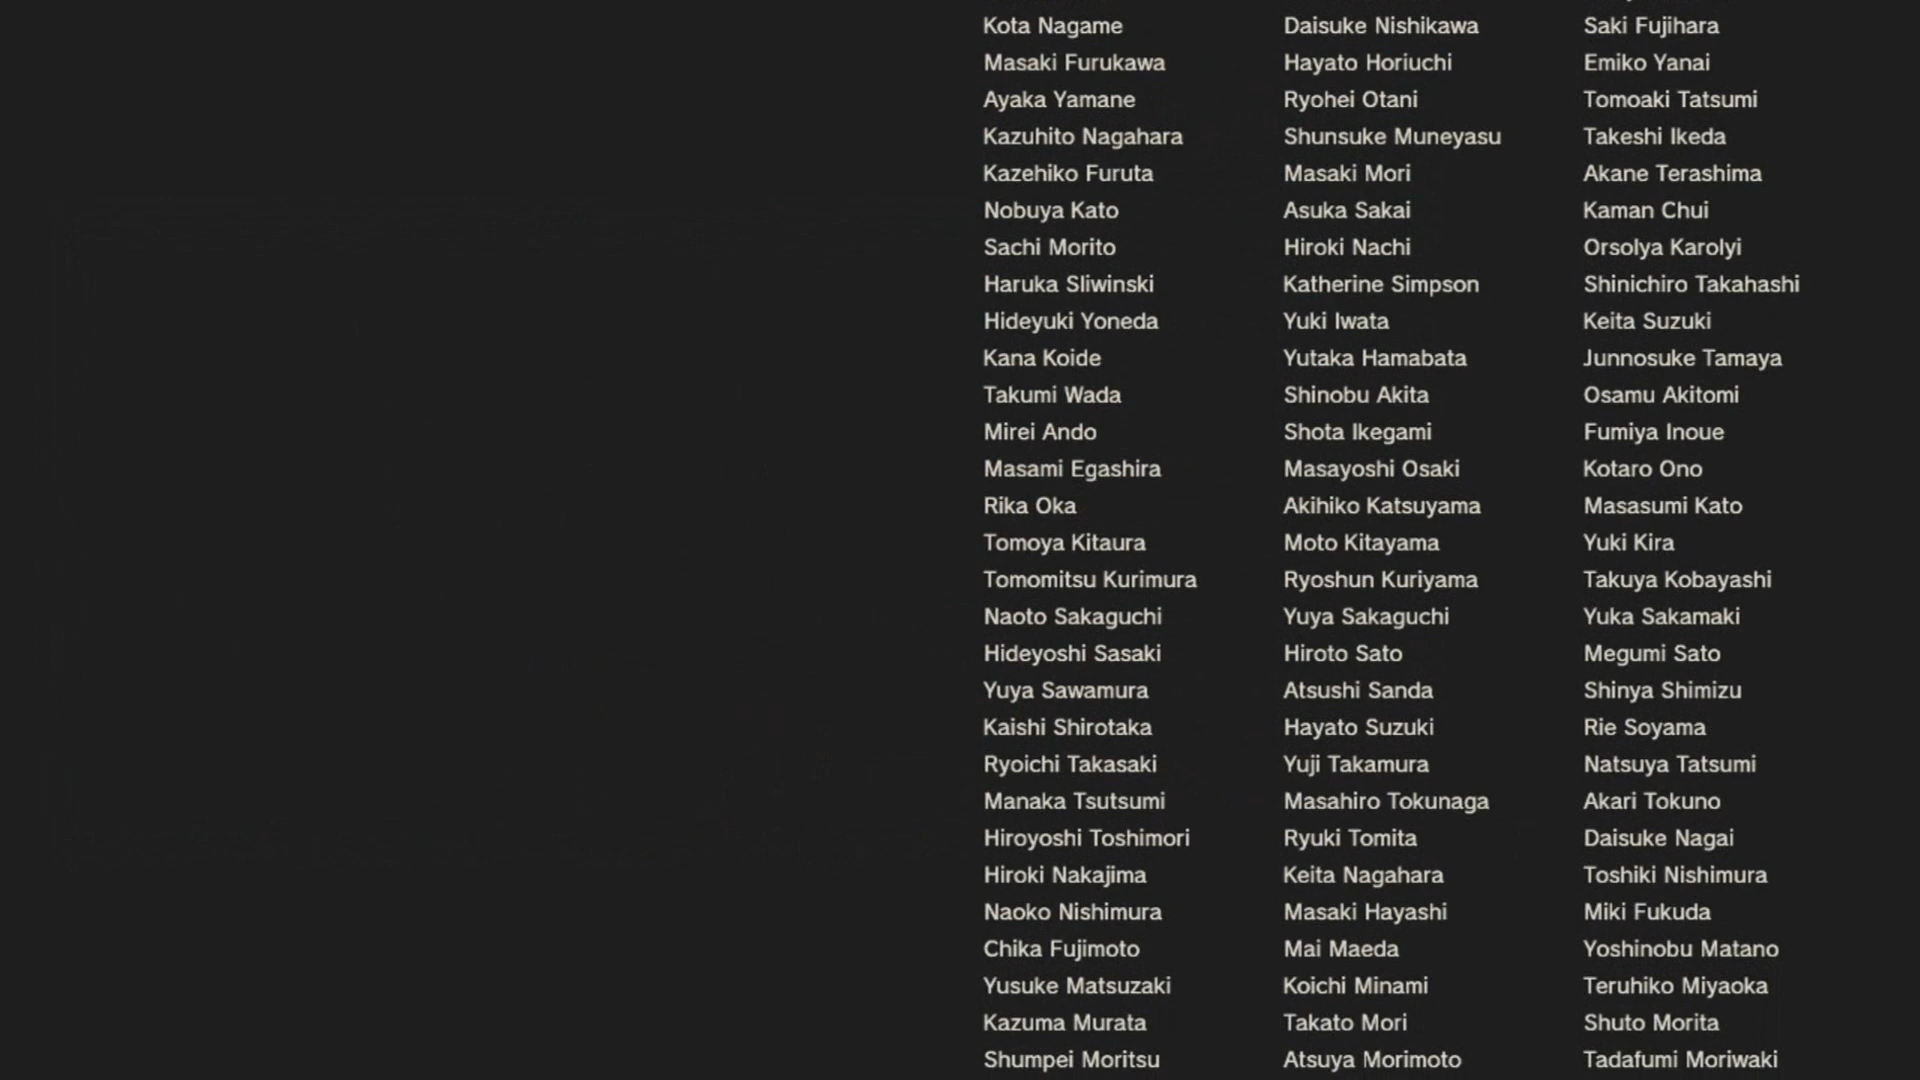 Kota Nagame Daisuke Nishikawa Saki Fujihara
Masaki Furukawa Hayato Horiuchi Emiko Yanai
Ayaka Yamane Ryohei Otani Tomoaki Tatsumi
Kazuhito Nagahara Shunsuke Muneyasu Takeshi Ikeda
Kazehiko Furuta Masaki Mori Akane Terashima
Nobuya Kato Asuka Sakai Kaman Chui
Sachi Morito Hiroki Nachi Orsolya Karolyi
Haruka Sliwinski Katherine Simpson Shinichiro Takahashi
Hideyuki Yoneda Yuki Iwata Keita Suzuki
Kana Koide Yutaka Hamabata Junnosuke Tamaya
Takumi Wada Shinobu Akita Osamu Akitomi
Mirei Ando Shota Ikegami Fumiya Inoue
Masami Egashira Masayoshi Osaki Kotaro Ono
Rika Oka Akihiko Katsuyama Masasumi Kato
Tomoya Kitaura Moto Kitayama Yuki Kira
Tomomitsu Kurimura Ryoshun Kuriyama Takuya Kobayashi
Naoto Sakaguchi Yuya Sakaguchi Yuka Sakamaki
Hideyoshi Sasaki Hiroto Sato Megumi Sato
Yuya Sawamura Atsushi Sanda Shinya Shimizu
Kaishi Shirotaka Hayato Suzuki Rie Soyama
Ryoichi Takasaki Yuji Takamura Natsuya Tatsumi
Manaka Tsutsumi Masahiro Tokunaga Akari Tokuno
Hiroyoshi Toshimori Ryuki Tomita Daisuke Nagai
Hiroki Nakajima Keita Nagahara Toshiki Nishimura
Naoko Nishimura Masaki Hayashi Miki Fukuda
Chika Fujimoto Mai Maeda Yoshinobu Matano
Yusuke Matsuzaki Koichi Minami Teruhiko Miyaoka
Kazuma Murata Takato Mori Shuto Morita
Shumpei Moritsu Atsuya Morimoto Tadafumi Moriwaki